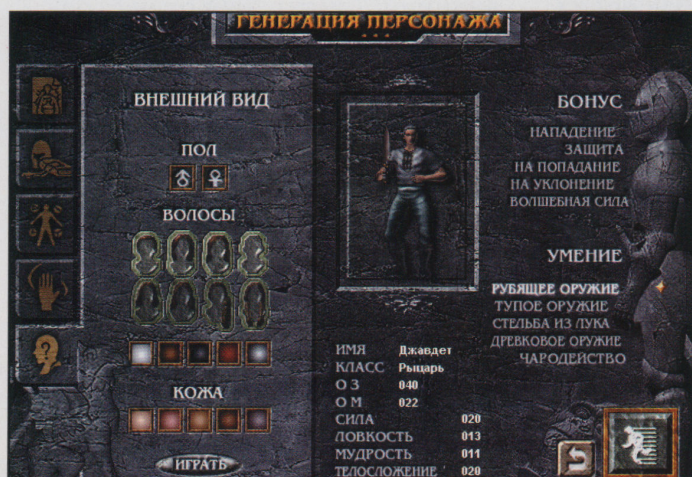 ГЕНЕРАЦИЯ ПЕРСОНАЖА
ВНЕШНИЙ ВИД
ПОЛ
ВОЛОСЫ
КОЖА
ИГРАТЬ
ИМЯ Джавдет
КЛАСС Рыцарь
О З 040
О М 022
СИЛА 020
ЛОВКОСТЬ 013
МУДРОСТЬ 011
ТЕЛОСЛОЖЕНИЕ 020
БОНУС
НАПАДЕНИЕ
ЗАЩИТА
НА ПОПАДАНИЕ
НА УКЛОНЕНИЕ
ВОЛШЕБНАЯ СИЛА
УМЕНИЕ
РУБЯЩЕЕ ОРУЖИЕ
ТУПОЕ ОРУЖИЕ
СТЕЛЬБА ИЗ ЛУКА
ДРЕВКОВОЕ ОРУЖИЕ
ЧАРОДЕЙСТВО